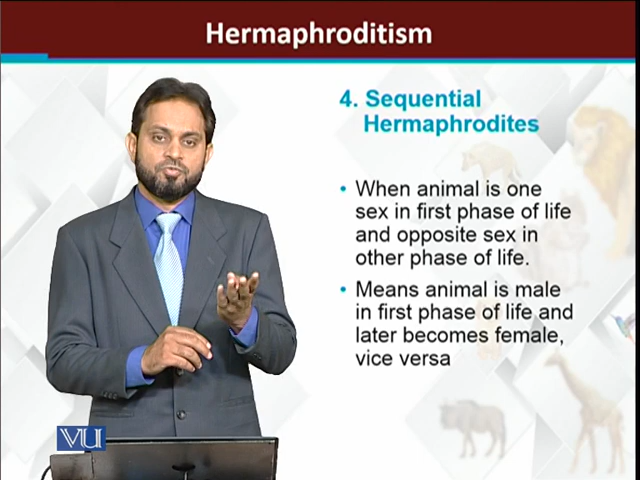 Hermaphroditism
4. Sequential
Hermaphrodites
• When animal is one
sex in first phase of life
and opposite sex in
other phase of life.
• Means animal is male
in first phase of life and
later becomes female,
vice versa
VU